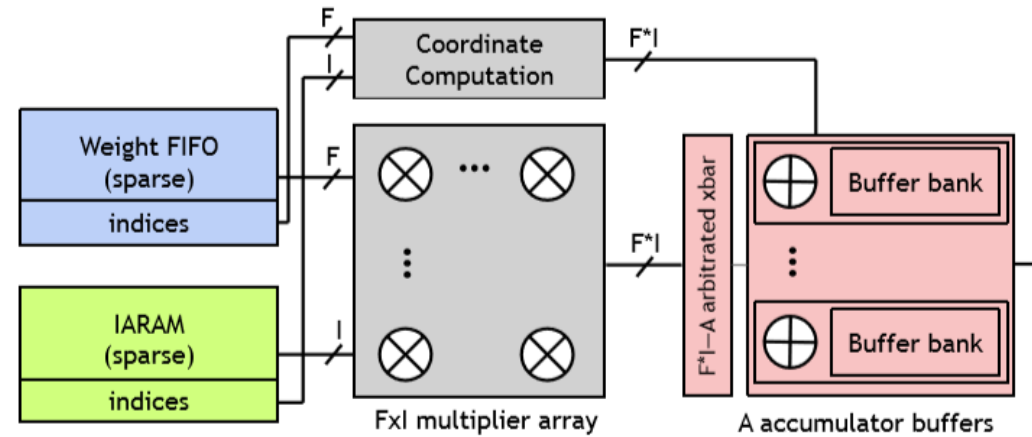 F
I
Coordinate
Computation
F*I
Weight FIFO
(sparse)
indices
F
IARAM
(sparse)
indices
I
F*I
FxI multiplier array
F*I—A arbitrated xbar
Buffer bank
Buffer bank
A accumulator buffers